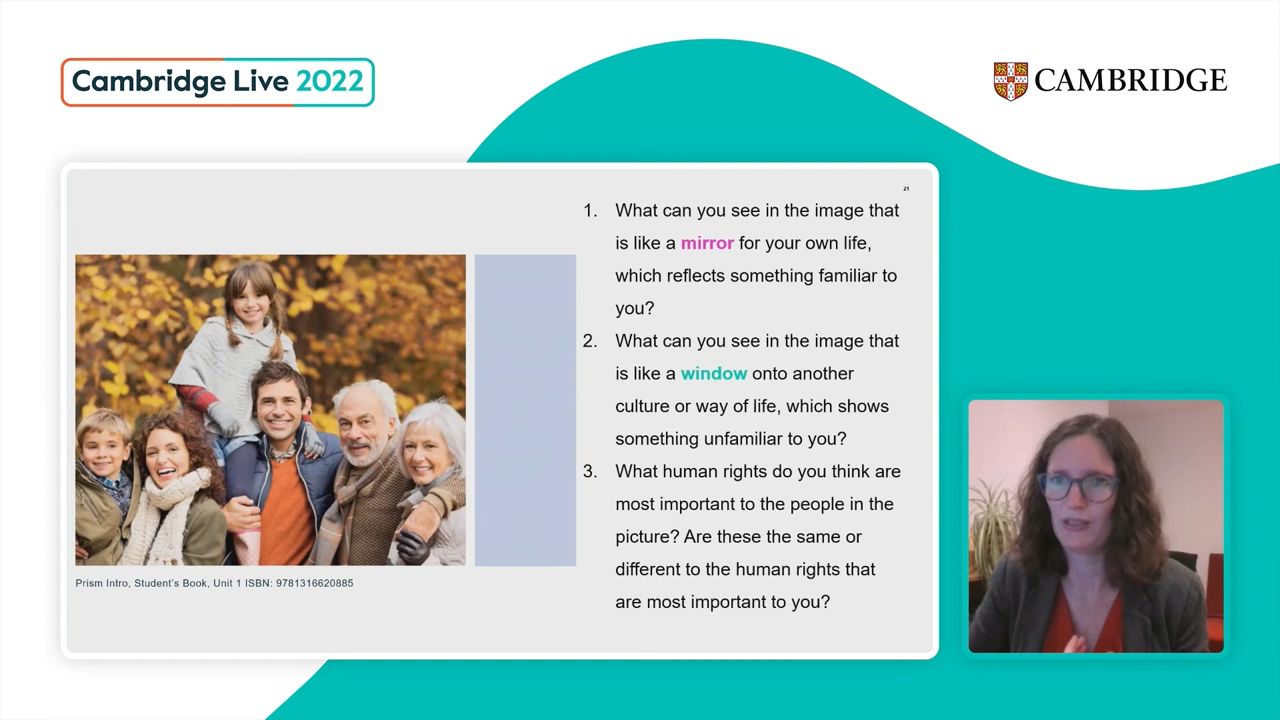 Cambridge Live 2022
CAMBRIDGE
21
1. What can you see in the image that
is like a mirror for your own life,
which reflects something familiar to
you?
2. What can you see in the image that
is like a window onto another
culture or way of life, which shows
something unfamiliar to you?
3. What human rights do you think are
most important to the people in the
picture? Are these the same or
different to the human rights that
are most important to you?
Prism Intro, Student's Book, Unit 1 ISBN: 9781316620885